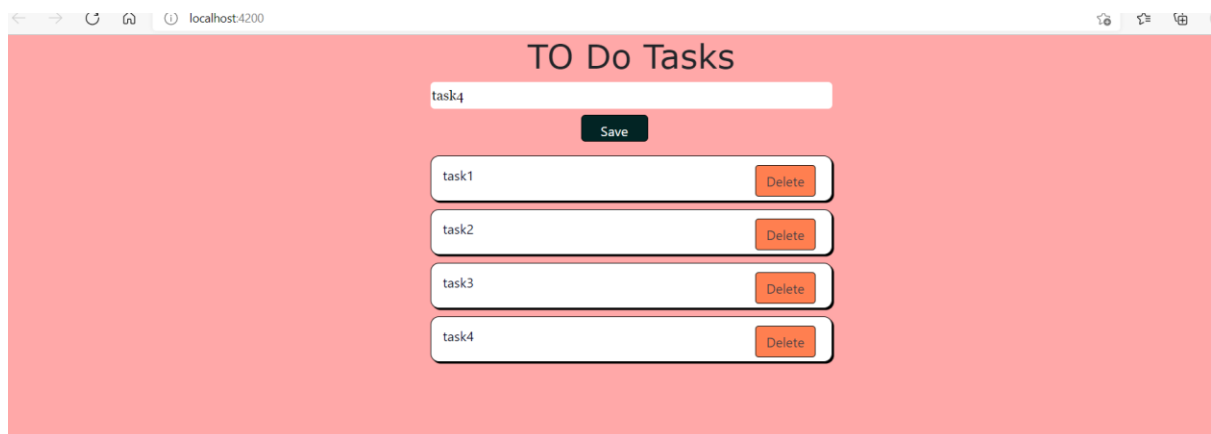 localhost:4200
TO Do Tasks
task4
Save
task1
Delete
task2
Delete
task3
Delete
task4
Delete